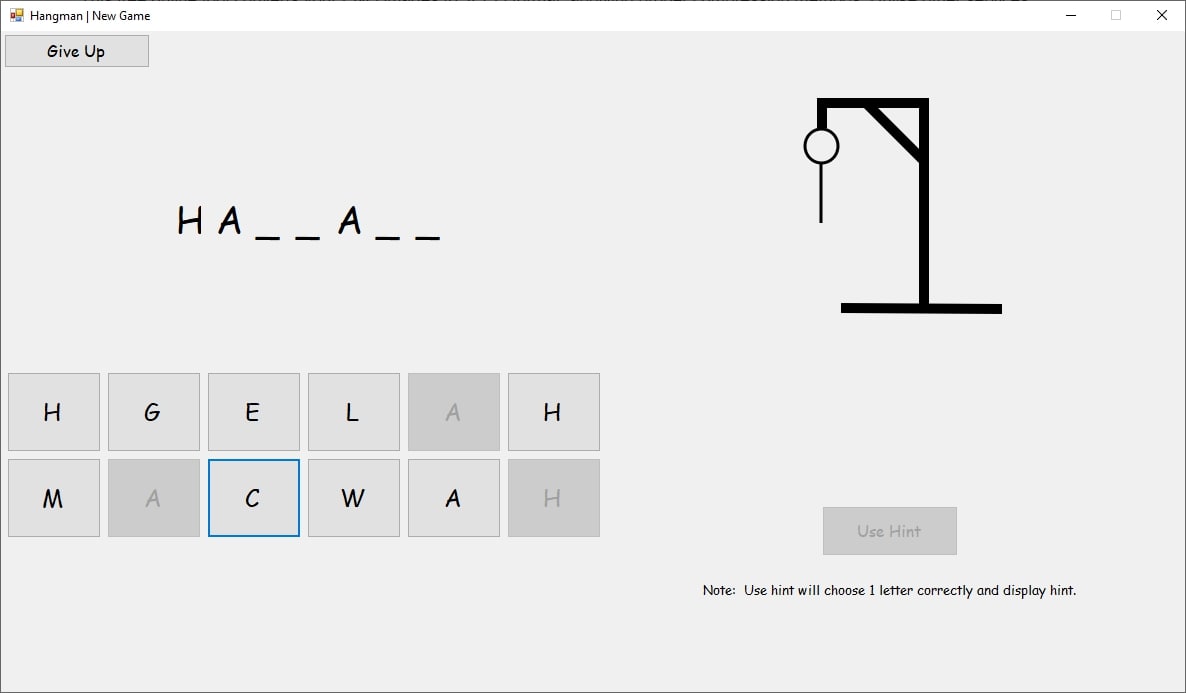 Hangman | New Game
Give Up
H A _ _ A _ _
H G E L A H
M A C W A H
Use Hint
Note: Use hint will choose 1 letter correctly and display hint.